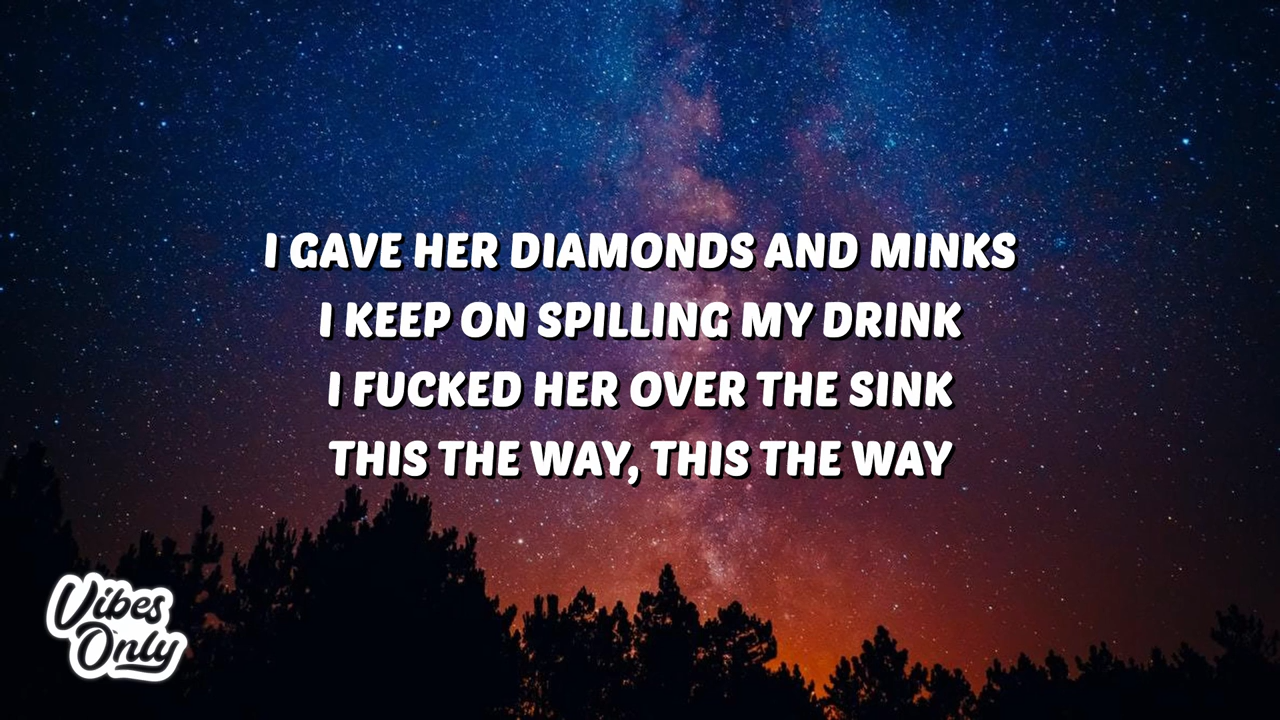 I GAVE HER DIAMONDS AND MINKS
I KEEP ON SPILLING MY DRINK
I FUCKED HER OVER THE SINK
THIS THE WAY, THIS THE WAY
Vibes
Only